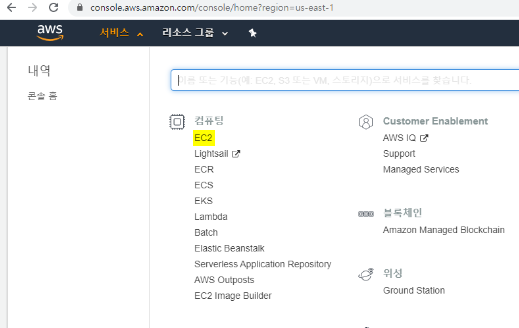 console.aws.amazon.com/console/home?region=us-east-1
aws
서비스
리소스 그룹
내역
콘솔 홈
이름 또는 기능(예: EC2, S3 또는 VM, 스토리지)으로 서비스를 찾습니다.
컴퓨팅
EC2
Lightsail
ECR
ECS
EKS
Lambda
Batch
Elastic Beanstalk
Serverless Application Repository
AWS Outposts
EC2 Image Builder
Customer Enablement
AWS IQ
Support
Managed Services
블록체인
Amazon Managed Blockchain
위성
Ground Station